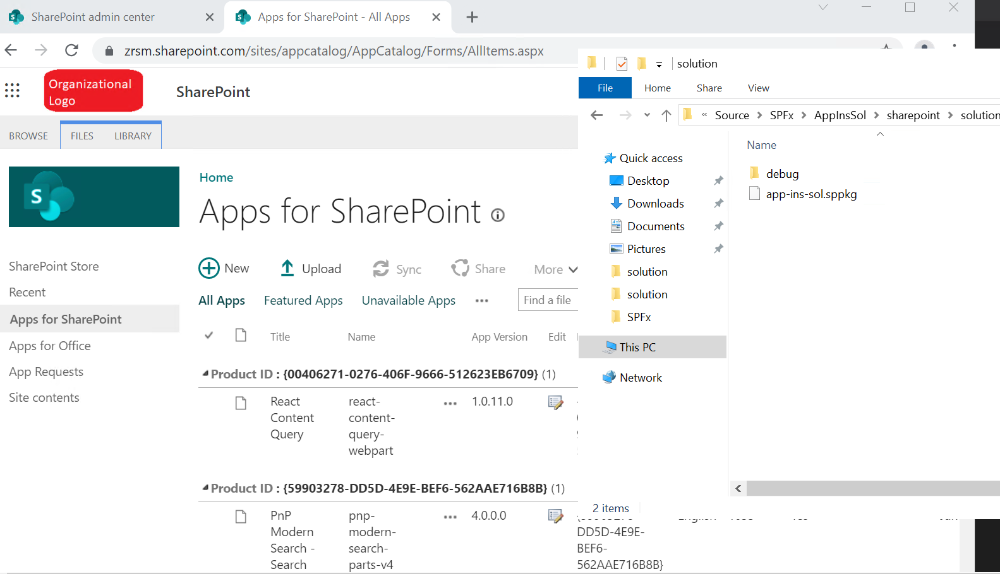 SharePoint admin center
Apps for SharePoint - All Apps
zrsm.sharepoint.com/sites/appcatalog/AppCatalog/Forms/AllItems.aspx
Organizational
Logo
SharePoint
BROWSE
FILES
LIBRARY
S
Home
Apps for SharePoint
SharePoint Store
Recent
Apps for SharePoint
Apps for Office
App Requests
Site contents
New
Upload
Sync
Share
More
All Apps
Featured Apps
Unavailable Apps
Find a file
Title
Name
App Version
Edit
Product ID : {00406271-0276-406F-9666-512623EB6709} (1)
React
Content
Query
react-
content-
query-
webpart
1.0.11.0
Product ID : {59903278-DD5D-4E9E-BEF6-562AAE716B8B} (1)
PnP
Modern
Search -
Search
pnp-
modern-
search-
parts-v4
4.0.0.0
DD5D-4E9E-
BEF6-
562AAE716B8B}
solution
File
Home
Share
View
« Source > SPFx > AppInsSol > sharepoint > solution
Quick access
Desktop
Downloads
Documents
Pictures
solution
solution
SPFx
This PC
Network
Name
debug
app-ins-sol.sppkg
2 items